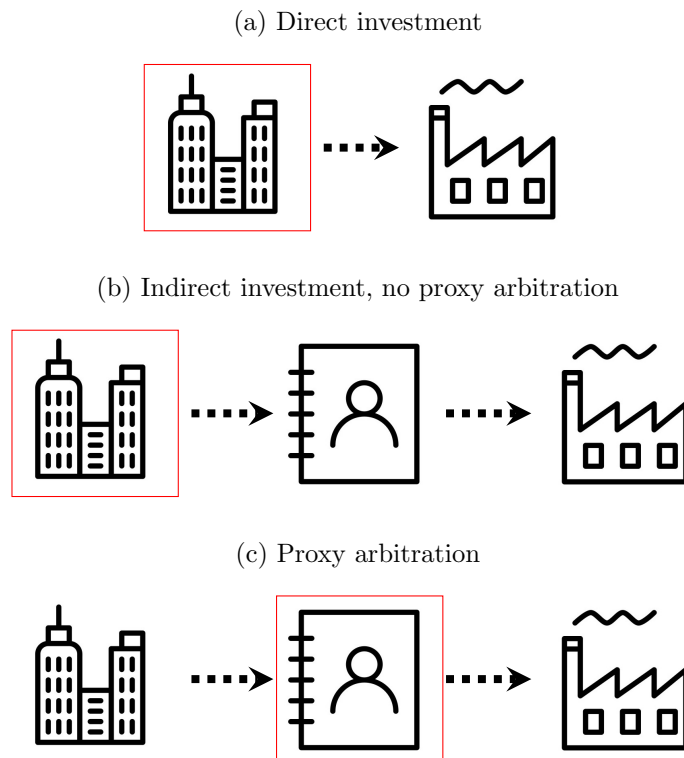 (a) Direct investment
(b) Indirect investment, no proxy arbitration
(c) Proxy arbitration